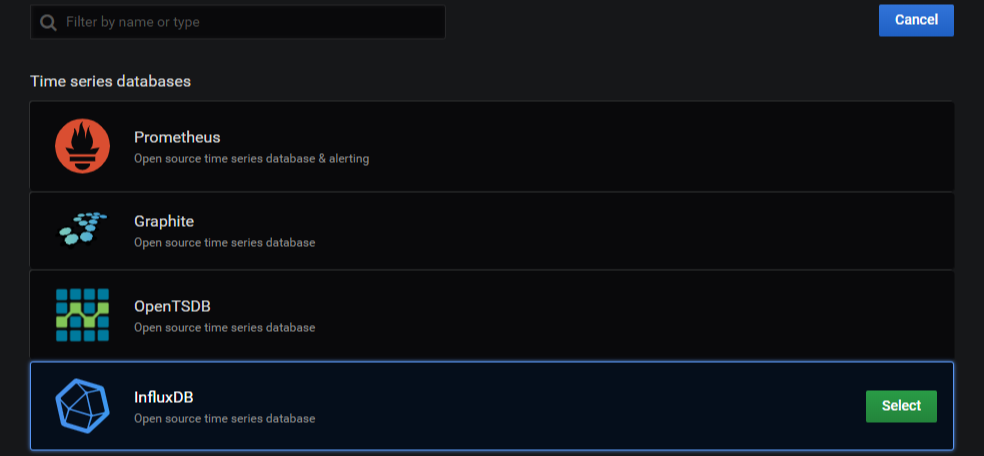 Filter by name or type
Cancel
Time series databases
Prometheus
Open source time series database & alerting
Graphite
Open source time series database
OpenTSDB
Open source time series database
InfluxDB
Open source time series database
Select